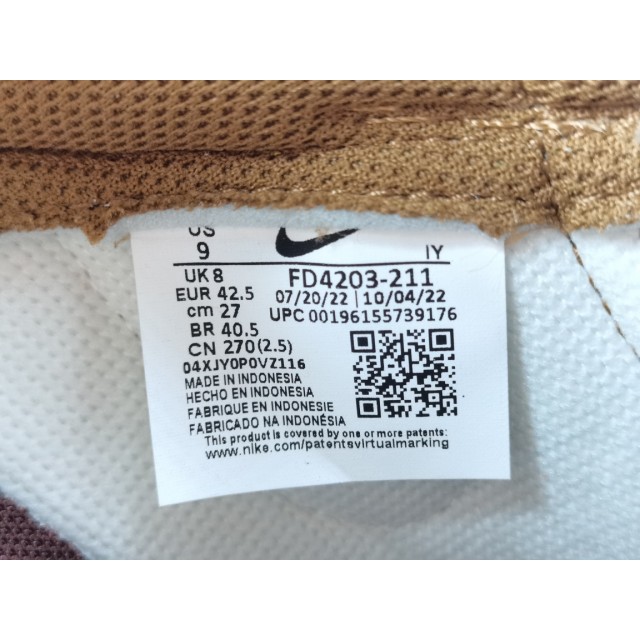 US
9 IY
UK 8 FD4203-211
EUR 42.5 07/20/22 | 10/04/22
cm 27 UPC 00196155739176
BR 40.5
CN 270 (2.5)
04XJY0P0VZ116
MADE IN INDONESIA
HECHO EN INDONESIA
FABRIQUE EN INDONESIE
FABRICADO NA INDONÉSIA
This product is covered by one or more patents.
www.nike.com/patentsvirtualmarking